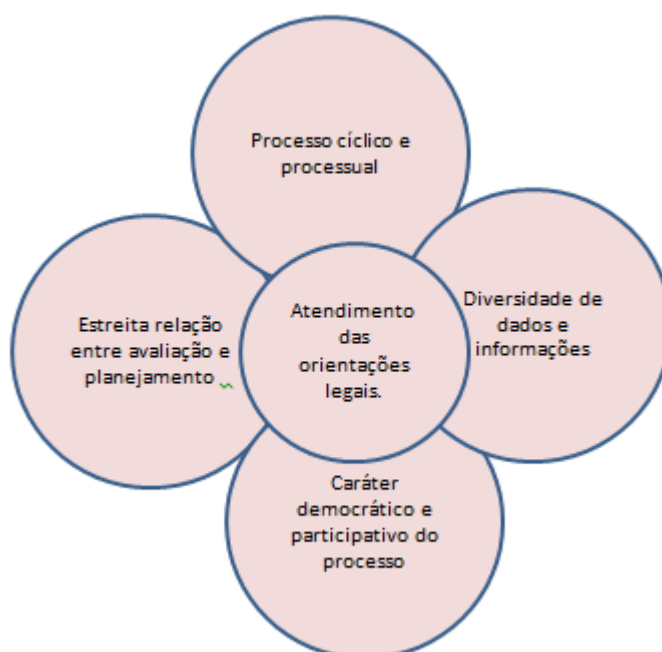 Processo cíclico e
processual
Estreita relação
entre avaliação e
planejamento
Atendimento
das
orientações
legais.
Diversidade de
dados e
informações
Caráter
democrático e
participativo do
processo